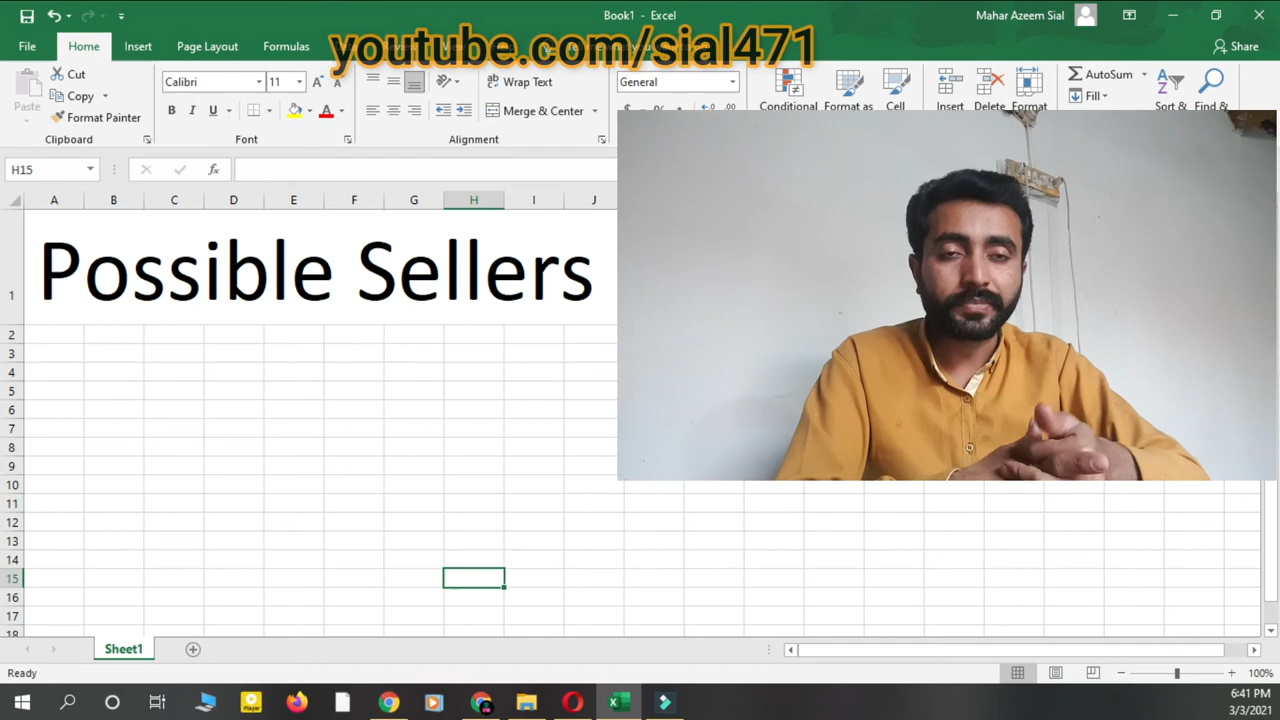 Book1 - Excel
Mahar Azeem Sial
youtube.com/sial471
File Home Insert Page Layout Formulas
Share
Paste
Cut
Copy
Format Painter
Clipboard
Calibri 11
B I U
Font
Wrap Text
Merge & Center
Alignment
General
Conditional
Format as
Cell
Insert Delete Format
AutoSum
Fill
Sort & Find &
H15 fx
A B C D E F G H I J
1 Possible Sellers
2
3
4
5
6
7
8
9
10
11
12
13
14
15
16
17
18
Sheet1
Ready
100%
Player
6:41 PM
3/3/2021